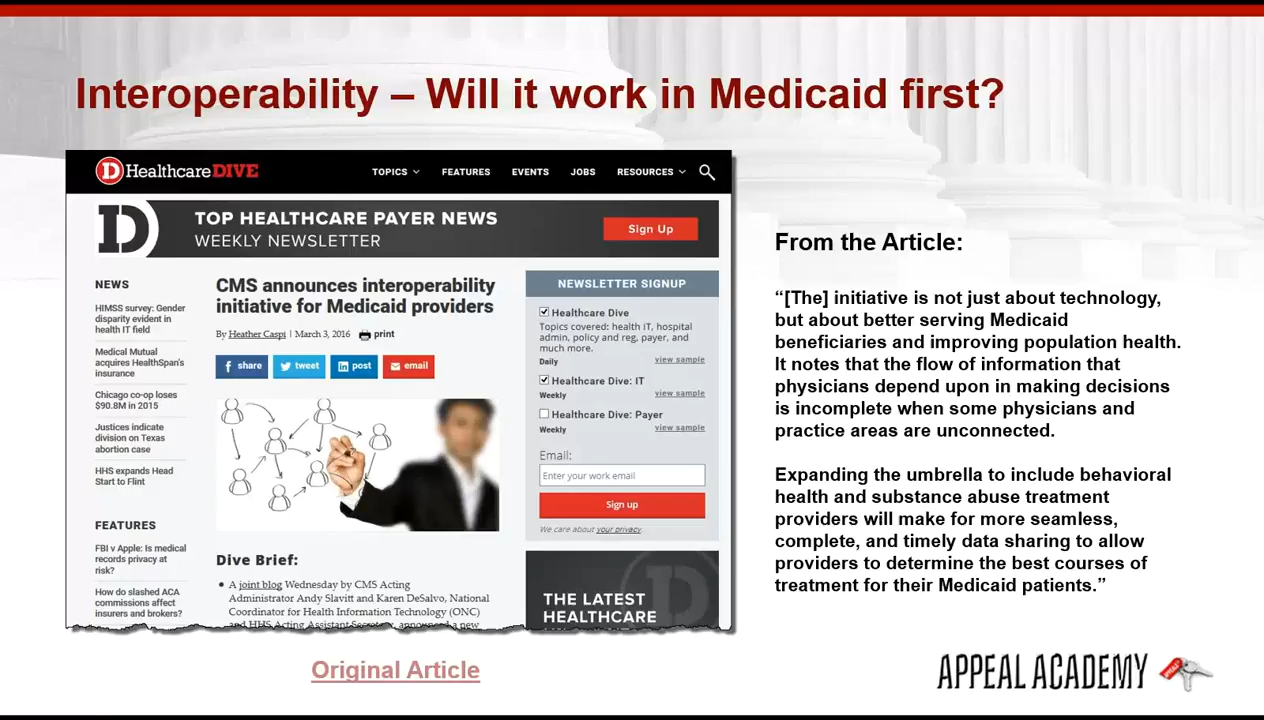 Interoperability – Will it work in Medicaid first?
D HealthcareDIVE
TOPICS
FEATURES
EVENTS
JOBS
RESOURCES
D
TOP HEALTHCARE PAYER NEWS
WEEKLY NEWSLETTER
Sign Up
NEWS
HIMSS survey: Gender
disparity evident in
health IT field
Medical Mutual
acquires HealthSpan's
insurance
Chicago co-op loses
$90.8M in 2015
Justices indicate
division on Texas
abortion case
HHS expands Head
Start to Flint
FEATURES
FBI v Apple: Is medical
records privacy at
risk?
How do slashed ACA
commissions affect
insurers and brokers?
CMS announces interoperability
initiative for Medicaid providers
By Heather Caspi | March 3, 2016 print
f share
tweet
in post
email
Dive Brief:
• A joint blog Wednesday by CMS Acting
Administrator Andy Slavitt and Karen DeSalvo, National
Coordinator for Health Information Technology (ONC)
and HHS Acting Assistant Secretary, announced a new
NEWSLETTER SIGNUP
Healthcare Dive
Topics covered: health IT, hospital
admin, policy and reg, payer, and
much more.
Daily view sample
Healthcare Dive: IT
Weekly view sample
Healthcare Dive: Payer
Weekly view sample
Email:
Enter your work email
Sign up
We care about your privacy.
THE LATEST
HEALTHCARE
From the Article:
“[The] initiative is not just about technology,
but about better serving Medicaid
beneficiaries and improving population health.
It notes that the flow of information that
physicians depend upon in making decisions
is incomplete when some physicians and
practice areas are unconnected.
Expanding the umbrella to include behavioral
health and substance abuse treatment
providers will make for more seamless,
complete, and timely data sharing to allow
providers to determine the best courses of
treatment for their Medicaid patients.”
Original Article
APPEAL ACADEMY